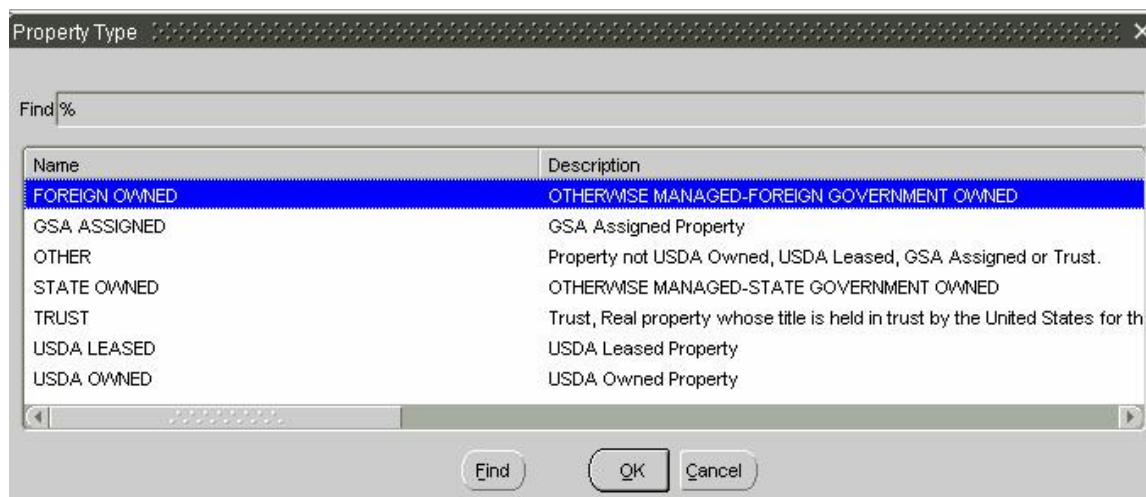 Property Type
Find %
Name Description
FOREIGN OWNED OTHERWISE MANAGED-FOREIGN GOVERNMENT OWNED
GSA ASSIGNED GSA Assigned Property
OTHER Property not USDA Owned, USDA Leased, GSA Assigned or Trust.
STATE OWNED OTHERWISE MANAGED-STATE GOVERNMENT OWNED
TRUST Trust, Real property whose title is held in trust by the United States for th
USDA LEASED USDA Leased Property
USDA OWNED USDA Owned Property
Find OK Cancel